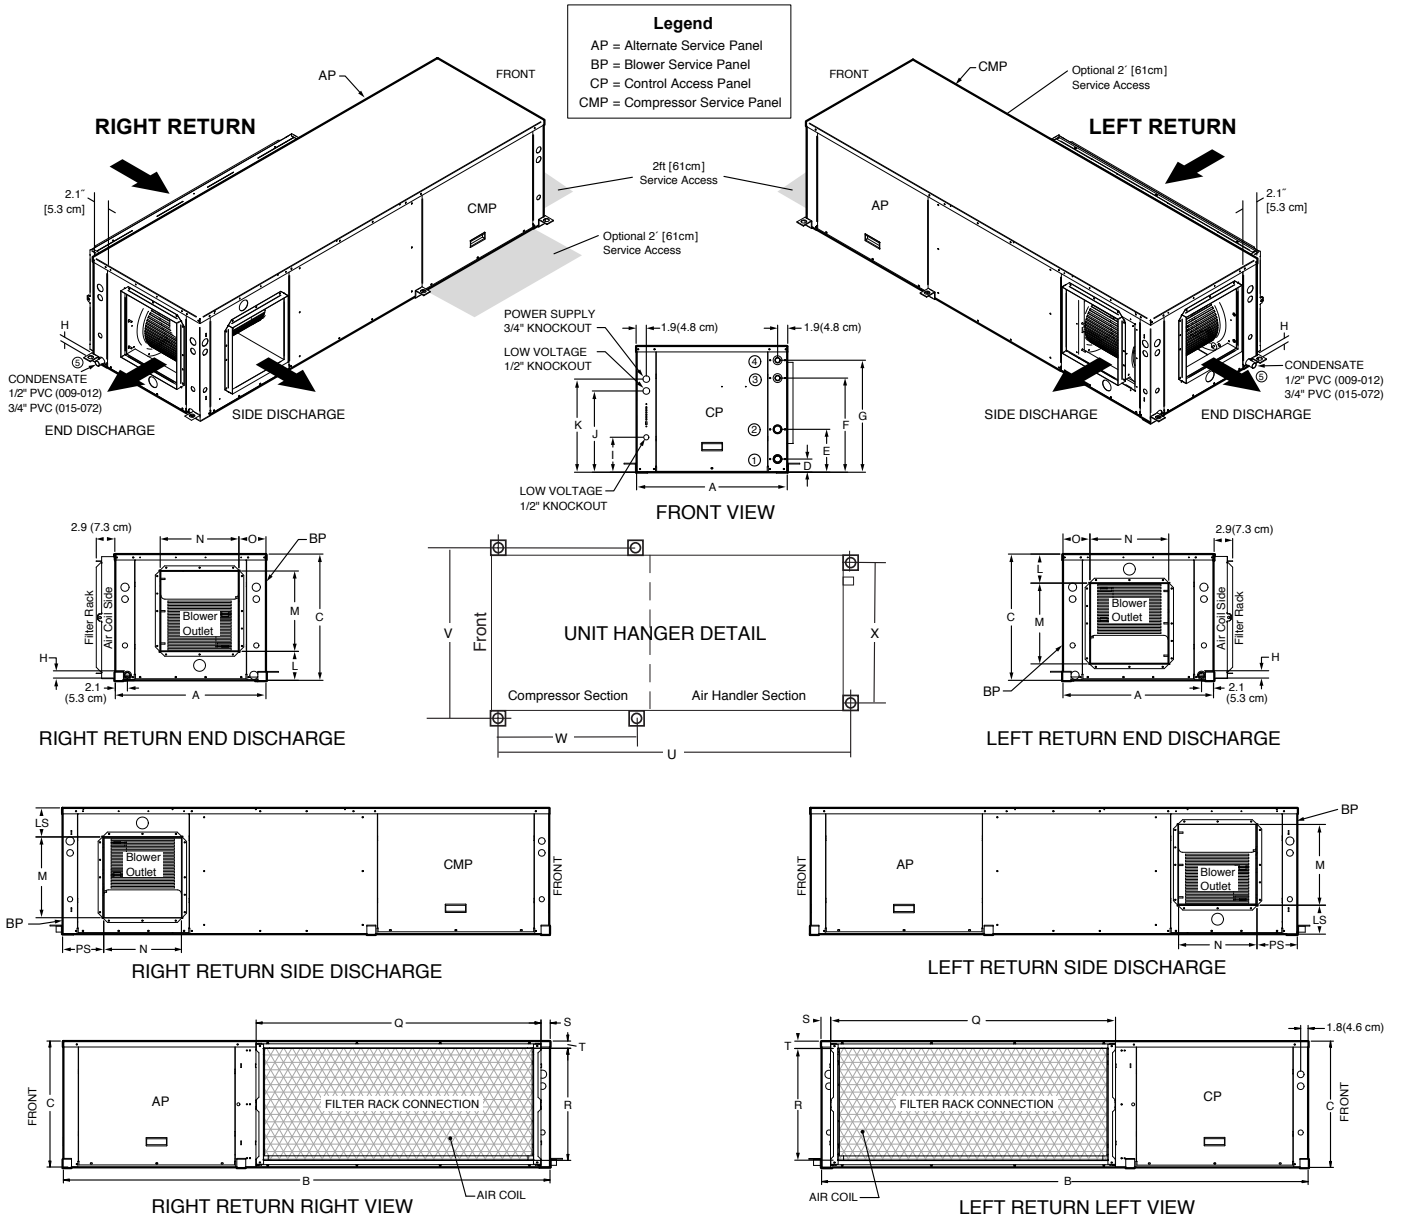 Legend
AP = Alternate Service Panel
BP = Blower Service Panel
CP = Control Access Panel
CMP = Compressor Service Panel
AP
FRONT
RIGHT RETURN
2.1˝
[5.3 cm]
CMP
2ft [61cm]
Service Access
Optional 2´ [61cm]
Service Access
H
5
CONDENSATE
1/2" PVC (009-012)
3/4" PVC (015-072)
END DISCHARGE
SIDE DISCHARGE
FRONT
CMP
Optional 2´ [61cm]
Service Access
LEFT RETURN
2.1˝
[5.3 cm]
AP
H
5
CONDENSATE
1/2" PVC (009-012)
3/4" PVC (015-072)
SIDE DISCHARGE
END DISCHARGE
POWER SUPPLY
3/4" KNOCKOUT
LOW VOLTAGE
1/2" KNOCKOUT
1.9(4.8 cm)
1.9(4.8 cm)
4
3
2
1
CP
K
J
I
D
E
F
G
A
LOW VOLTAGE
1/2" KNOCKOUT
FRONT VIEW
2.9 (7.3 cm)
N
O
BP
Filter Rack
Air Coil Side
Blower
Outlet
M
C
L
H
2.1
(5.3 cm)
A
RIGHT RETURN END DISCHARGE
V
Front
UNIT HANGER DETAIL
X
Compressor Section
Air Handler Section
W
U
2.9(7.3 cm)
O
N
L
C
M
Blower
Outlet
Air Coil Side
Filter Rack
H
BP
A
2.1
(5.3cm)
LEFT RETURN END DISCHARGE
LS
M
Blower
Outlet
CMP
FRONT
BP
PS
N
RIGHT RETURN SIDE DISCHARGE
FRONT
AP
Blower
Outlet
BP
M
LS
N
PS
LEFT RETURN SIDE DISCHARGE
Q
S
T
FRONT
C
AP
FILTER RACK CONNECTION
R
B
AIR COIL
RIGHT RETURN RIGHT VIEW
S
Q
1.8(4.6 cm)
T
R
FILTER RACK CONNECTION
CP
C
FRONT
B
AIR COIL
LEFT RETURN LEFT VIEW